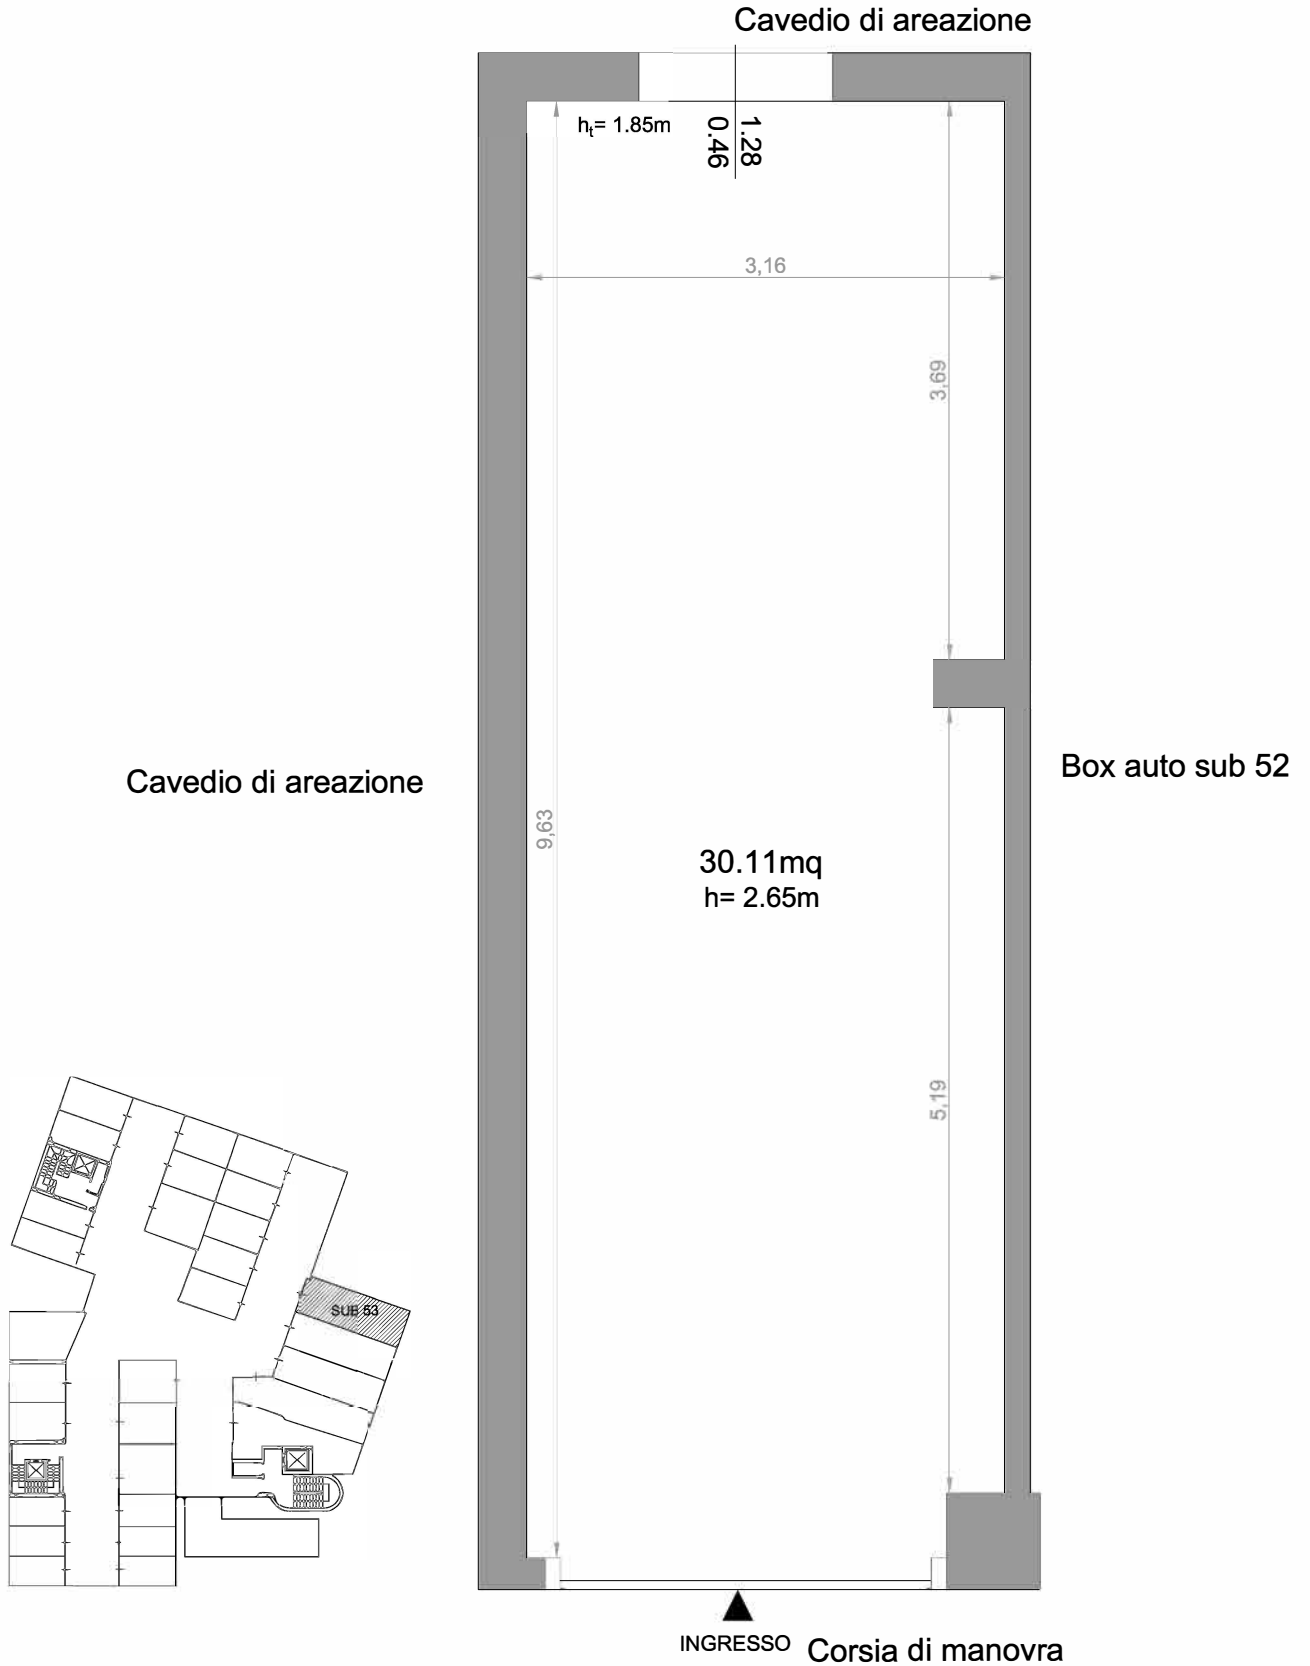 Cavedio di areazione
ht= 1.85m
1.28
0.46
3,16
3,69
Cavedio di areazione
Box auto sub 52
9,63
30.11mq
h= 2.65m
5,19
SUB 53
INGRESSO
Corsia di manovra